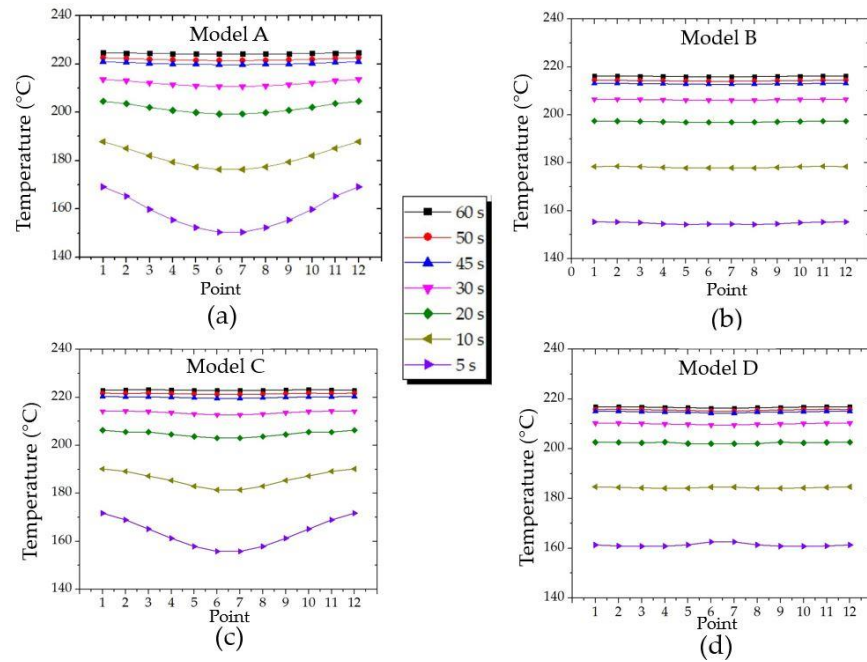 Model A
Temperature (°C)
240
220
200
180
160
140
1 2 3 4 5 6 7 8 9 10 11 12
Point
(a)
Model B
Temperature (°C)
240
220
200
180
160
140
0 1 2 3 4 5 6 7 8 9 10 11 12
Point
(b)
60 s
50 s
45 s
30 s
20 s
10 s
5 s
Model C
Temperature (°C)
240
220
200
180
160
140
1 2 3 4 5 6 7 8 9 10 11 12
Point
(c)
Model D
Temperature (°C)
240
220
200
180
160
140
1 2 3 4 5 6 7 8 9 10 11 12
Point
(d)